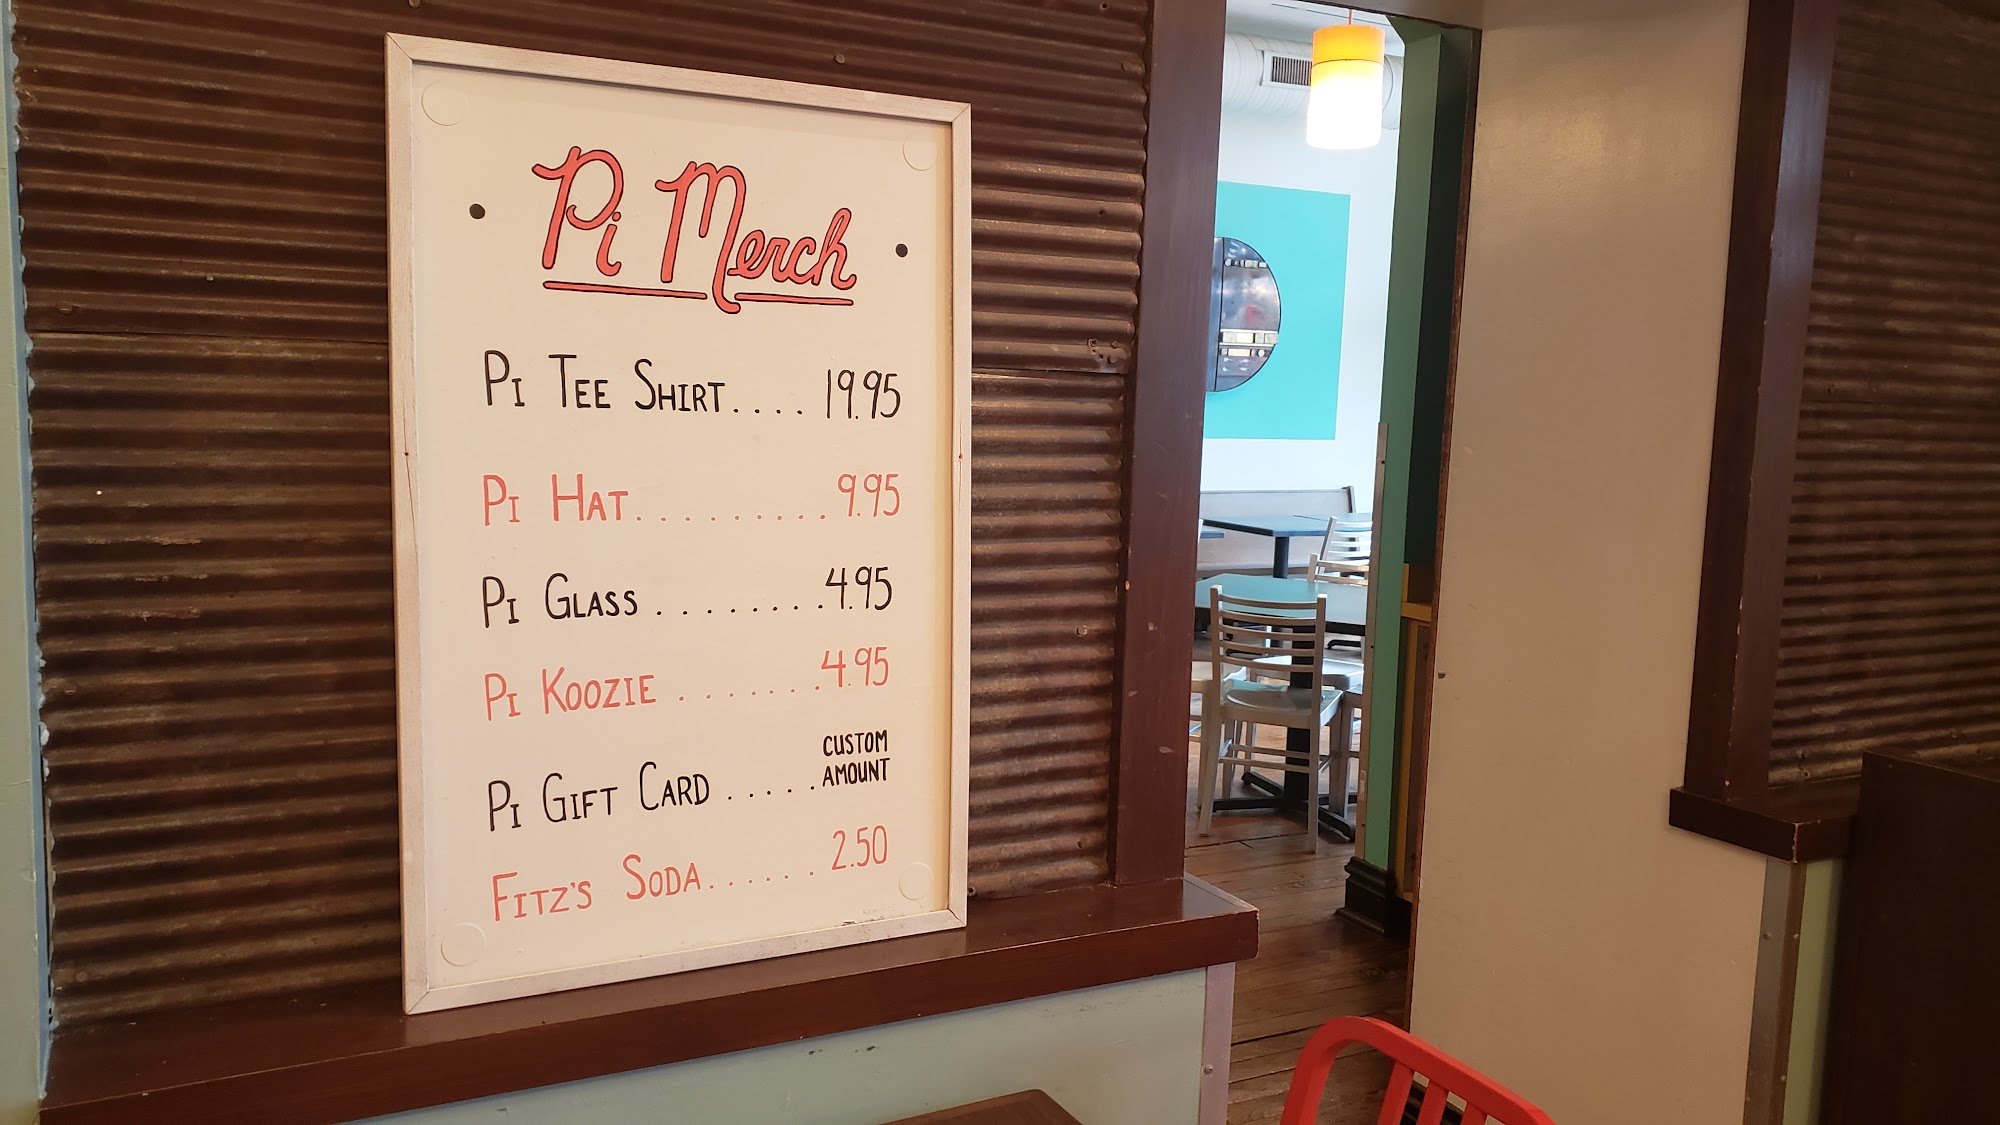 Pi Merch
Pi Tee Shirt.... 19.95
Pi Hat......... 9.95
Pi Glass ........ 4.95
Pi Koozie ....... 4.95
Pi Gift Card ..... CUSTOM
AMOUNT
Fitz's Soda...... 2.50